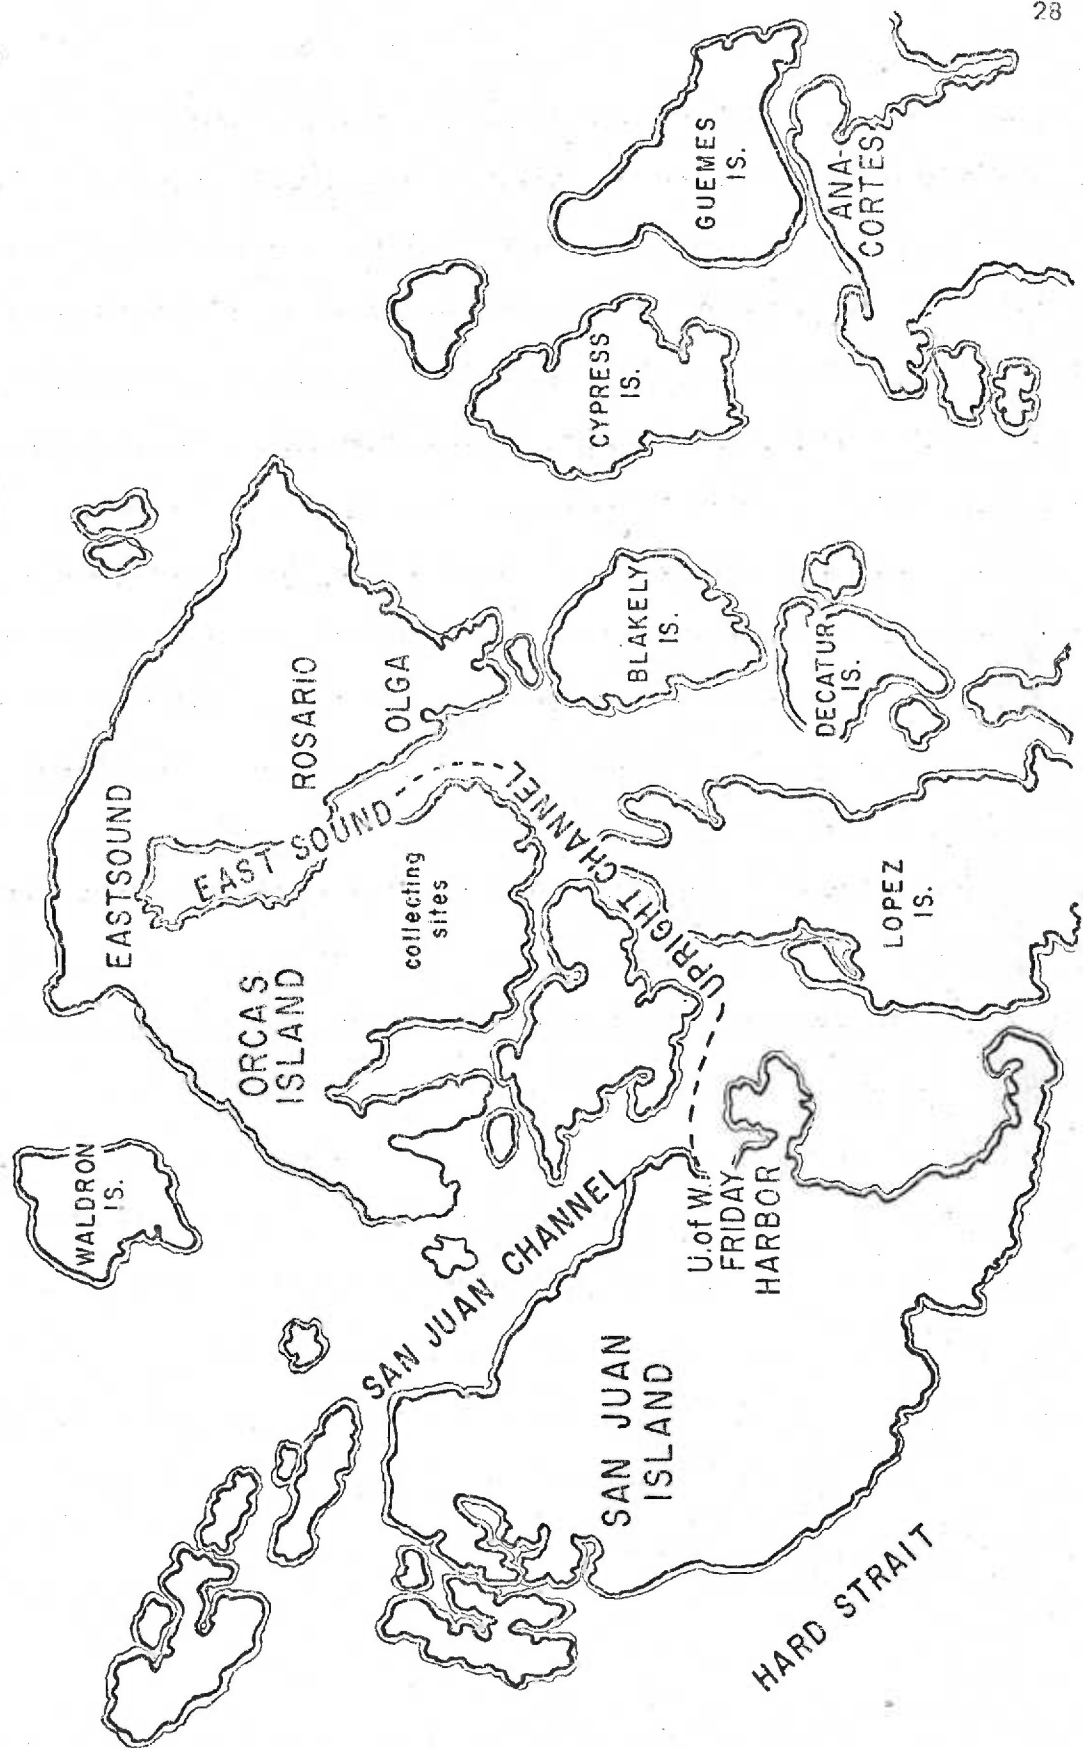 28
WALDRON
IS.
EASTSOUND
ORCAS
ISLAND
ROSARIO
OLGA
EAST SOUND
collecting
sites
SAN JUAN CHANNEL
UPRIGHT CHANNEL
U.of W.
FRIDAY
HARBOR
SAN JUAN
ISLAND
HARD STRAIT
LOPEZ
IS.
BLAKELY
IS.
DECATUR
IS.
CYPRESS
IS.
GUEMES
IS.
ANA-
CORTES